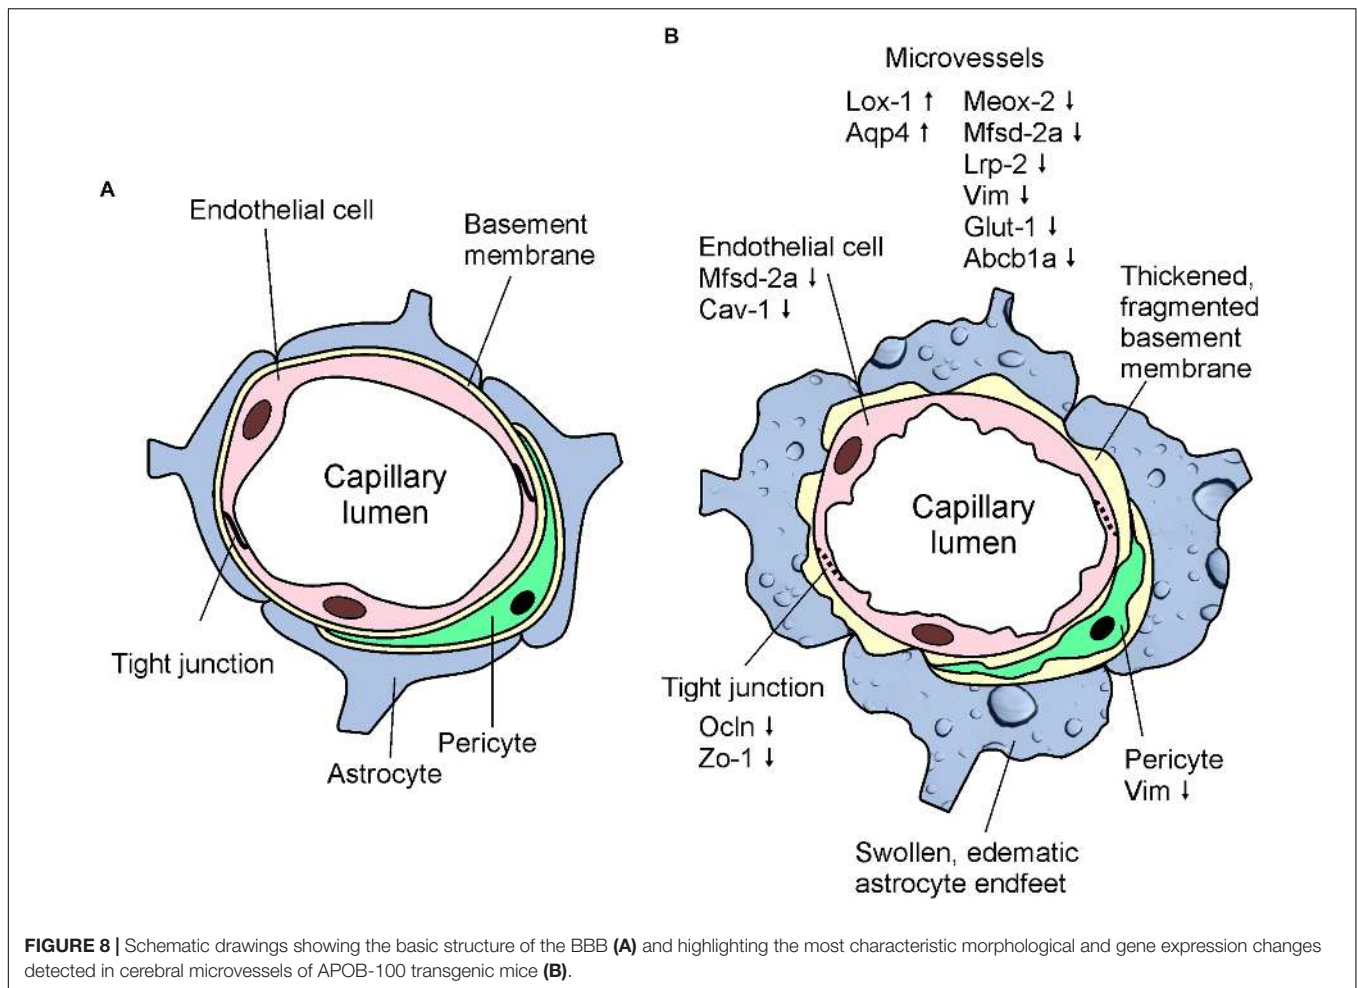 A
Endothelial cell
Basement
membrane
Capillary
lumen
Tight junction
Pericyte
Astrocyte
B
Microvessels
Lox-1 ↑ Meox-2 ↓
Aqp4 ↑ Mfsd-2a ↓
Lrp-2 ↓
Vim ↓
Glut-1 ↓
Abcb1a ↓
Endothelial cell
Mfsd-2a ↓
Cav-1 ↓
Thickened,
fragmented
basement
membrane
Capillary
lumen
Tight junction
Ocln ↓
Zo-1 ↓
Pericyte
Vim ↓
Swollen, edematic
astrocyte endfeet
FIGURE 8 | Schematic drawings showing the basic structure of the BBB (A) and highlighting the most characteristic morphological and gene expression changes
detected in cerebral microvessels of APOB-100 transgenic mice (B).